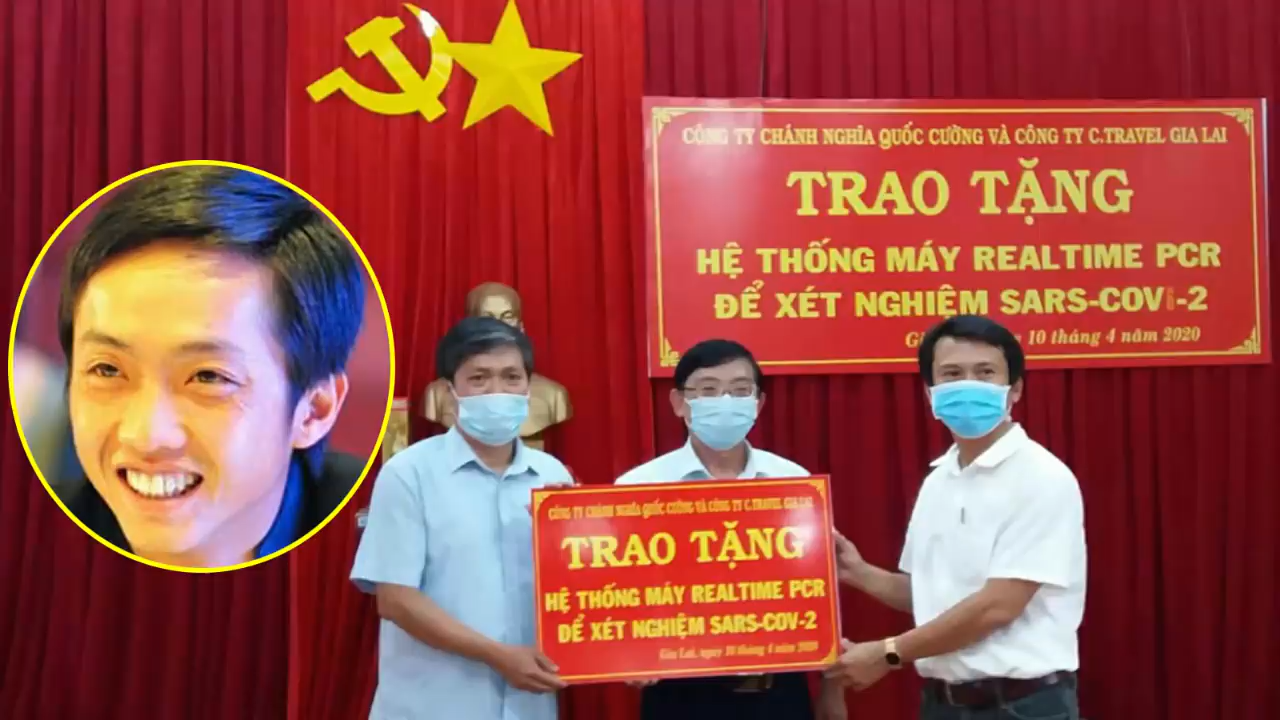 CÔNG TY CHÁNH NGHĨA QUỐC CƯỜNG VÀ CÔNG TY C.TRAVEL GIA LAI
TRAO TẶNG
HỆ THỐNG MÁY REALTIME PCR
ĐỂ XÉT NGHIỆM SARS-COVi-2
10 tháng 4 năm 2020
CÔNG TY CHÁNH NGHĨA QUỐC CƯỜNG VÀ CÔNG TY C.TRAVEL GIA LAI
TRAO TẶNG
HỆ THỐNG MÁY REALTIME PCR
ĐỂ XÉT NGHIỆM SARS-COV-2
Gia Lai, ngày 10 tháng 4 năm 2020